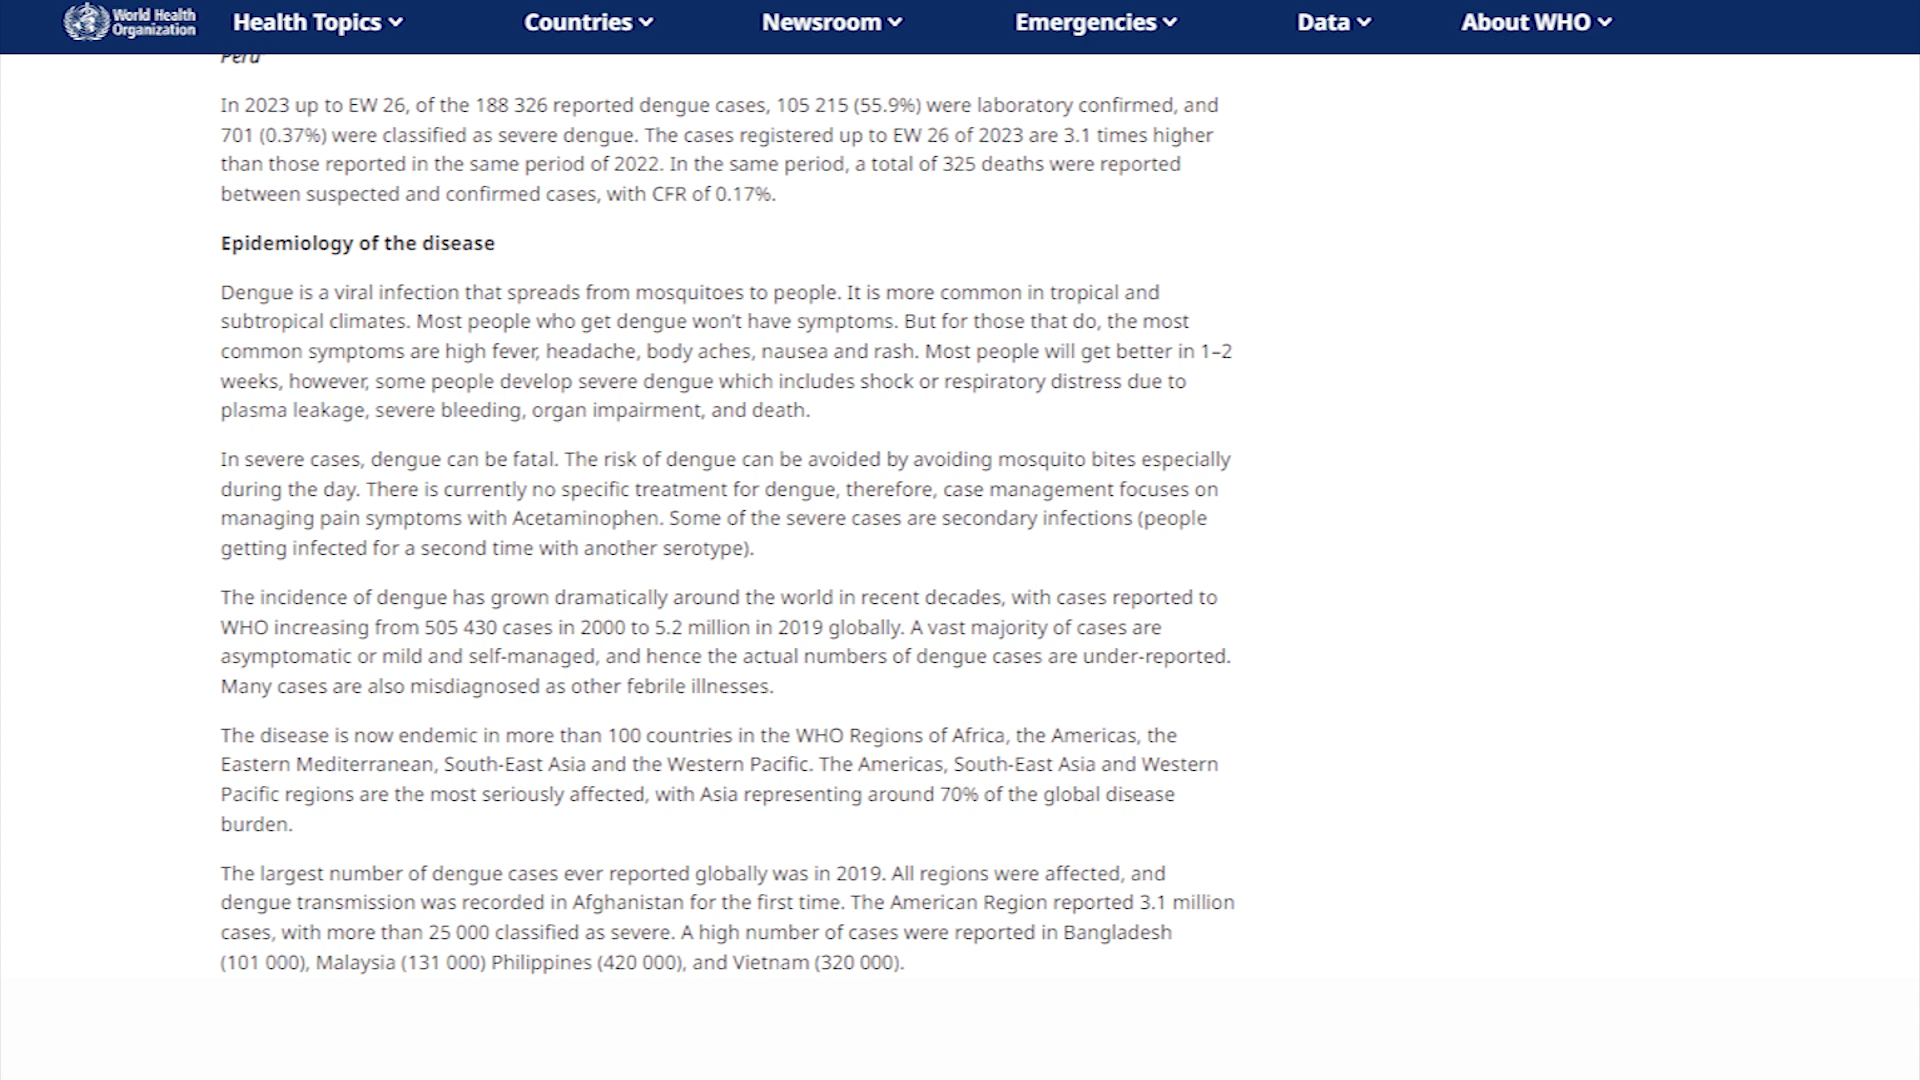 World Health
Organization
Health Topics
Countries
Newsroom
Emergencies
Data
About WHO
Peru
In 2023 up to EW 26, of the 188 326 reported dengue cases, 105 215 (55.9%) were laboratory confirmed, and
701 (0.37%) were classified as severe dengue. The cases registered up to EW 26 of 2023 are 3.1 times higher
than those reported in the same period of 2022. In the same period, a total of 325 deaths were reported
between suspected and confirmed cases, with CFR of 0.17%.
Epidemiology of the disease
Dengue is a viral infection that spreads from mosquitoes to people. It is more common in tropical and
subtropical climates. Most people who get dengue won’t have symptoms. But for those that do, the most
common symptoms are high fever, headache, body aches, nausea and rash. Most people will get better in 1–2
weeks, however, some people develop severe dengue which includes shock or respiratory distress due to
plasma leakage, severe bleeding, organ impairment, and death.
In severe cases, dengue can be fatal. The risk of dengue can be avoided by avoiding mosquito bites especially
during the day. There is currently no specific treatment for dengue, therefore, case management focuses on
managing pain symptoms with Acetaminophen. Some of the severe cases are secondary infections (people
getting infected for a second time with another serotype).
The incidence of dengue has grown dramatically around the world in recent decades, with cases reported to
WHO increasing from 505 430 cases in 2000 to 5.2 million in 2019 globally. A vast majority of cases are
asymptomatic or mild and self-managed, and hence the actual numbers of dengue cases are under-reported.
Many cases are also misdiagnosed as other febrile illnesses.
The disease is now endemic in more than 100 countries in the WHO Regions of Africa, the Americas, the
Eastern Mediterranean, South-East Asia and the Western Pacific. The Americas, South-East Asia and Western
Pacific regions are the most seriously affected, with Asia representing around 70% of the global disease
burden.
The largest number of dengue cases ever reported globally was in 2019. All regions were affected, and
dengue transmission was recorded in Afghanistan for the first time. The American Region reported 3.1 million
cases, with more than 25 000 classified as severe. A high number of cases were reported in Bangladesh
(101 000), Malaysia (131 000) Philippines (420 000), and Vietnam (320 000).